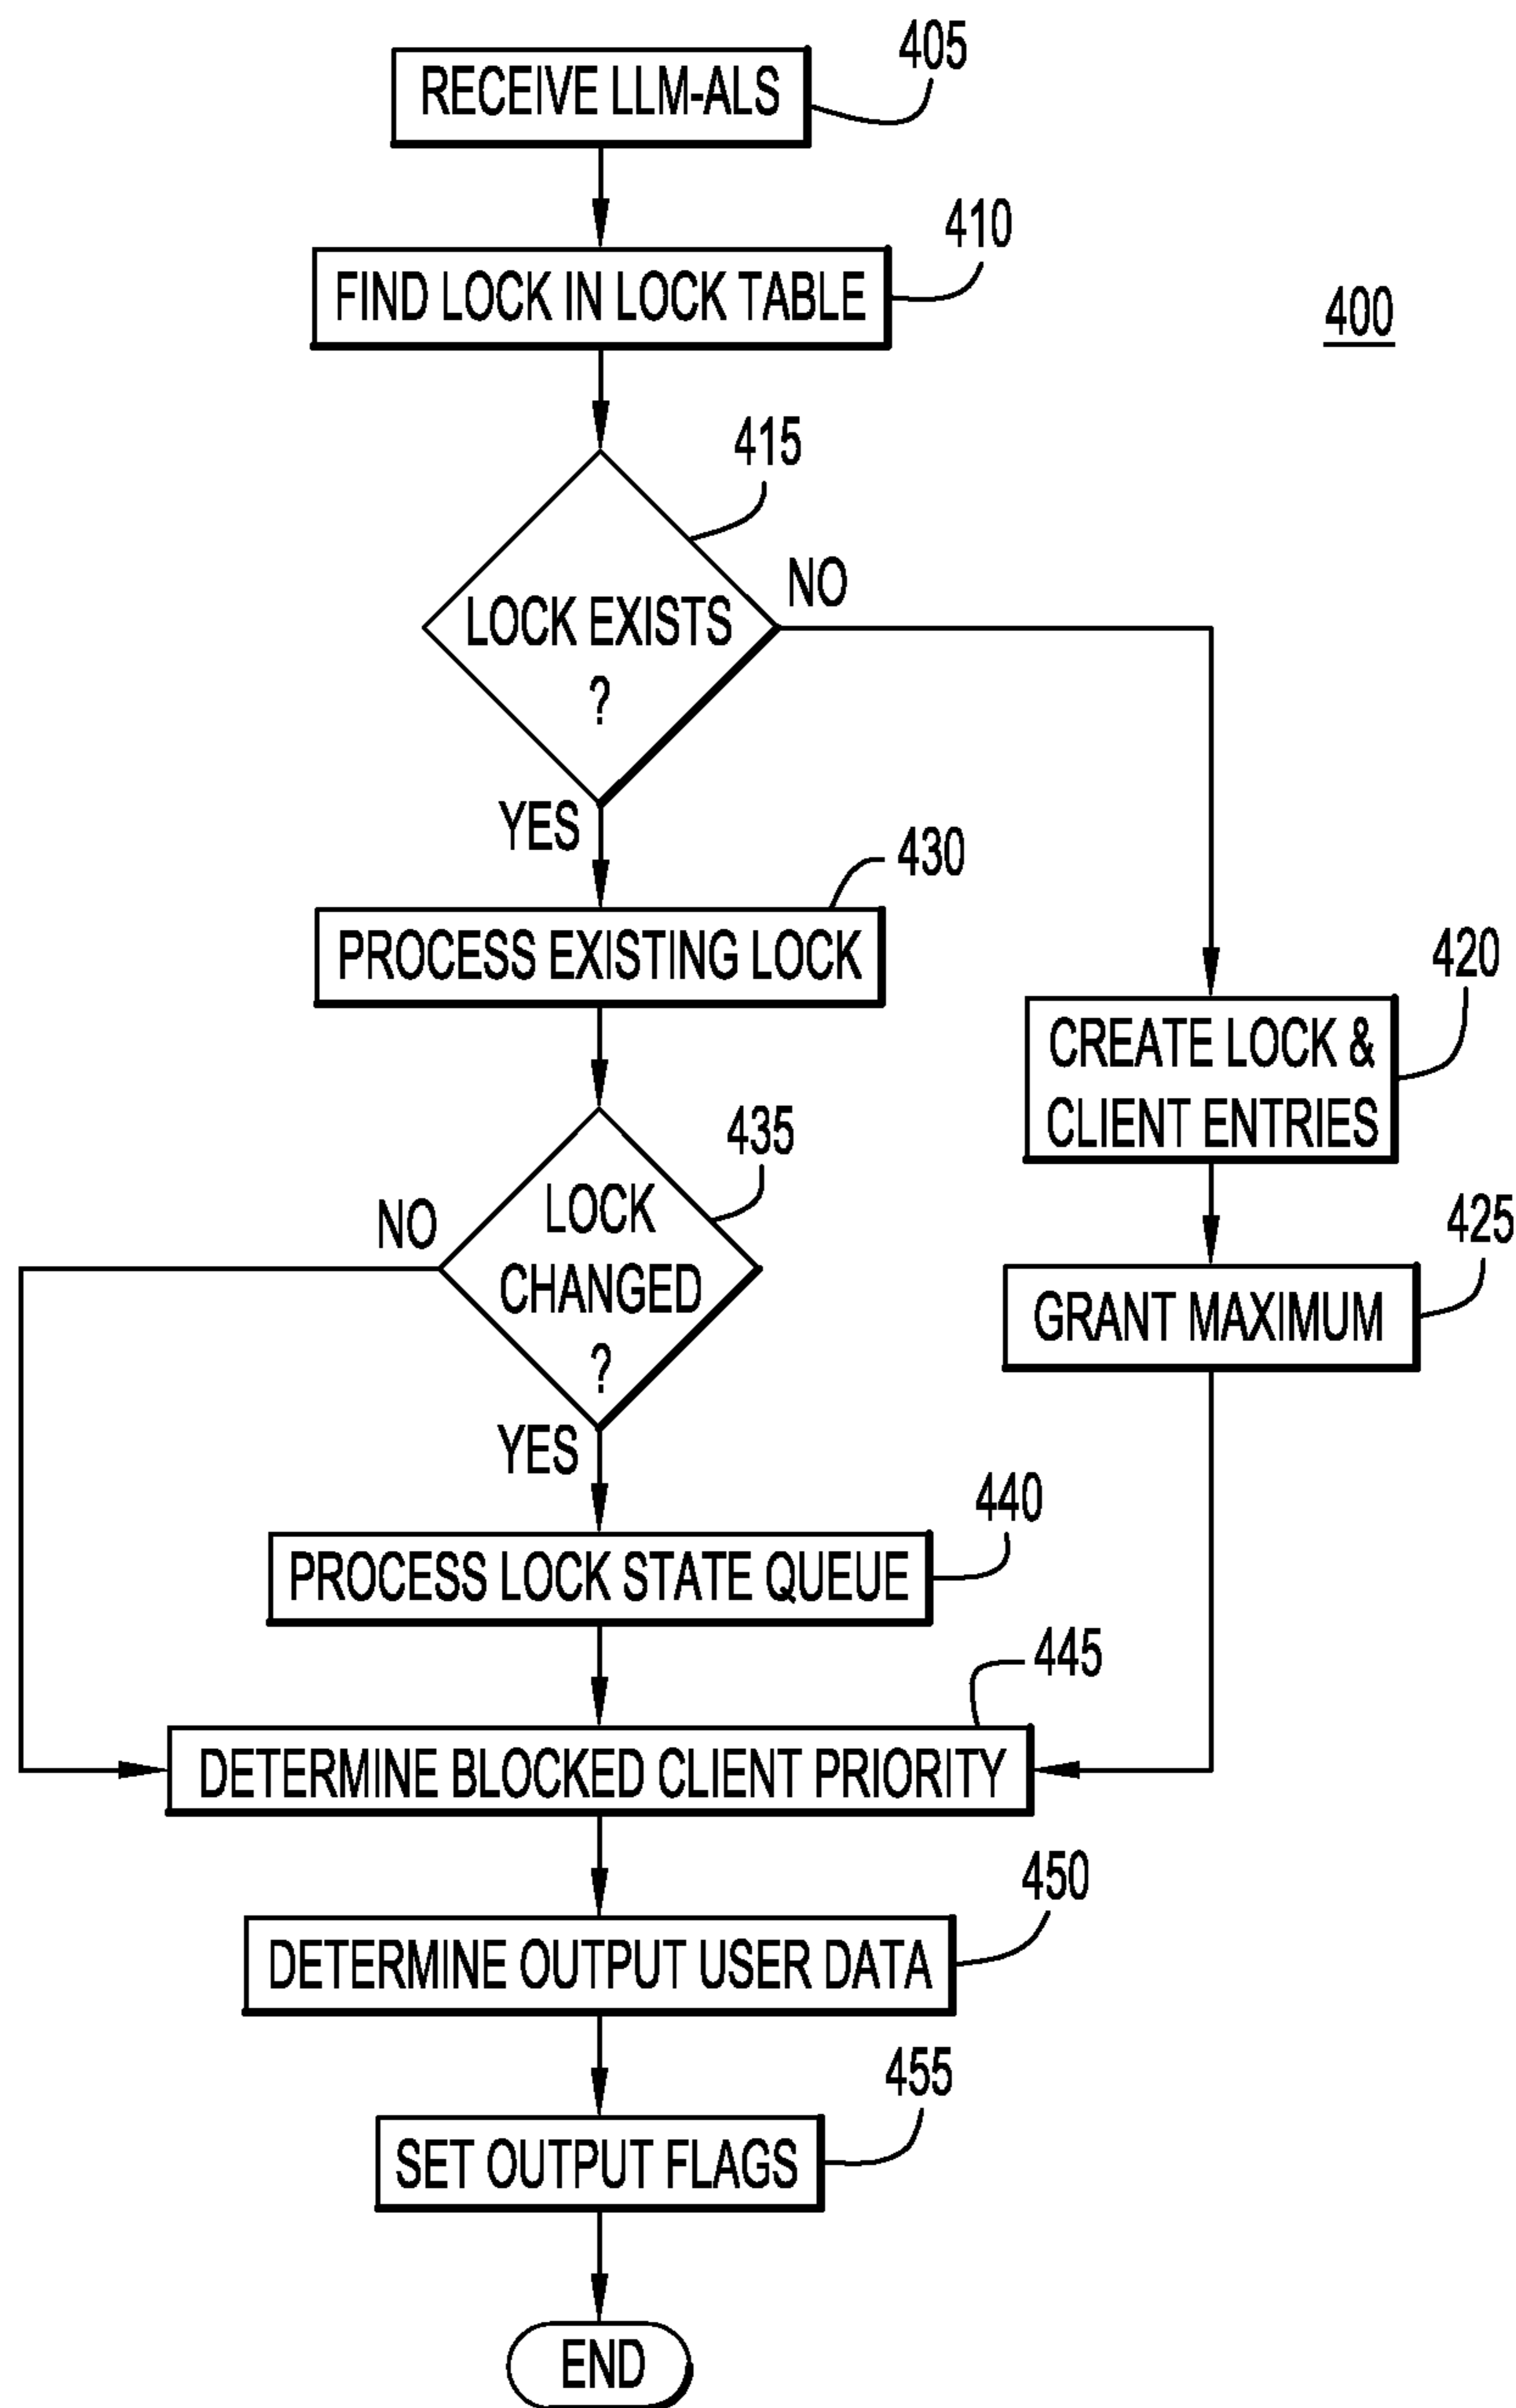 405
RECEIVE LLM-ALS
410
FIND LOCK IN LOCK TABLE
400
415
LOCK EXISTS
?
NO
YES
430
PROCESS EXISTING LOCK
420
CREATE LOCK &
CLIENT ENTRIES
435
LOCK
CHANGED
?
NO
YES
425
GRANT MAXIMUM
440
PROCESS LOCK STATE QUEUE
445
DETERMINE BLOCKED CLIENT PRIORITY
450
DETERMINE OUTPUT USER DATA
455
SET OUTPUT FLAGS
END